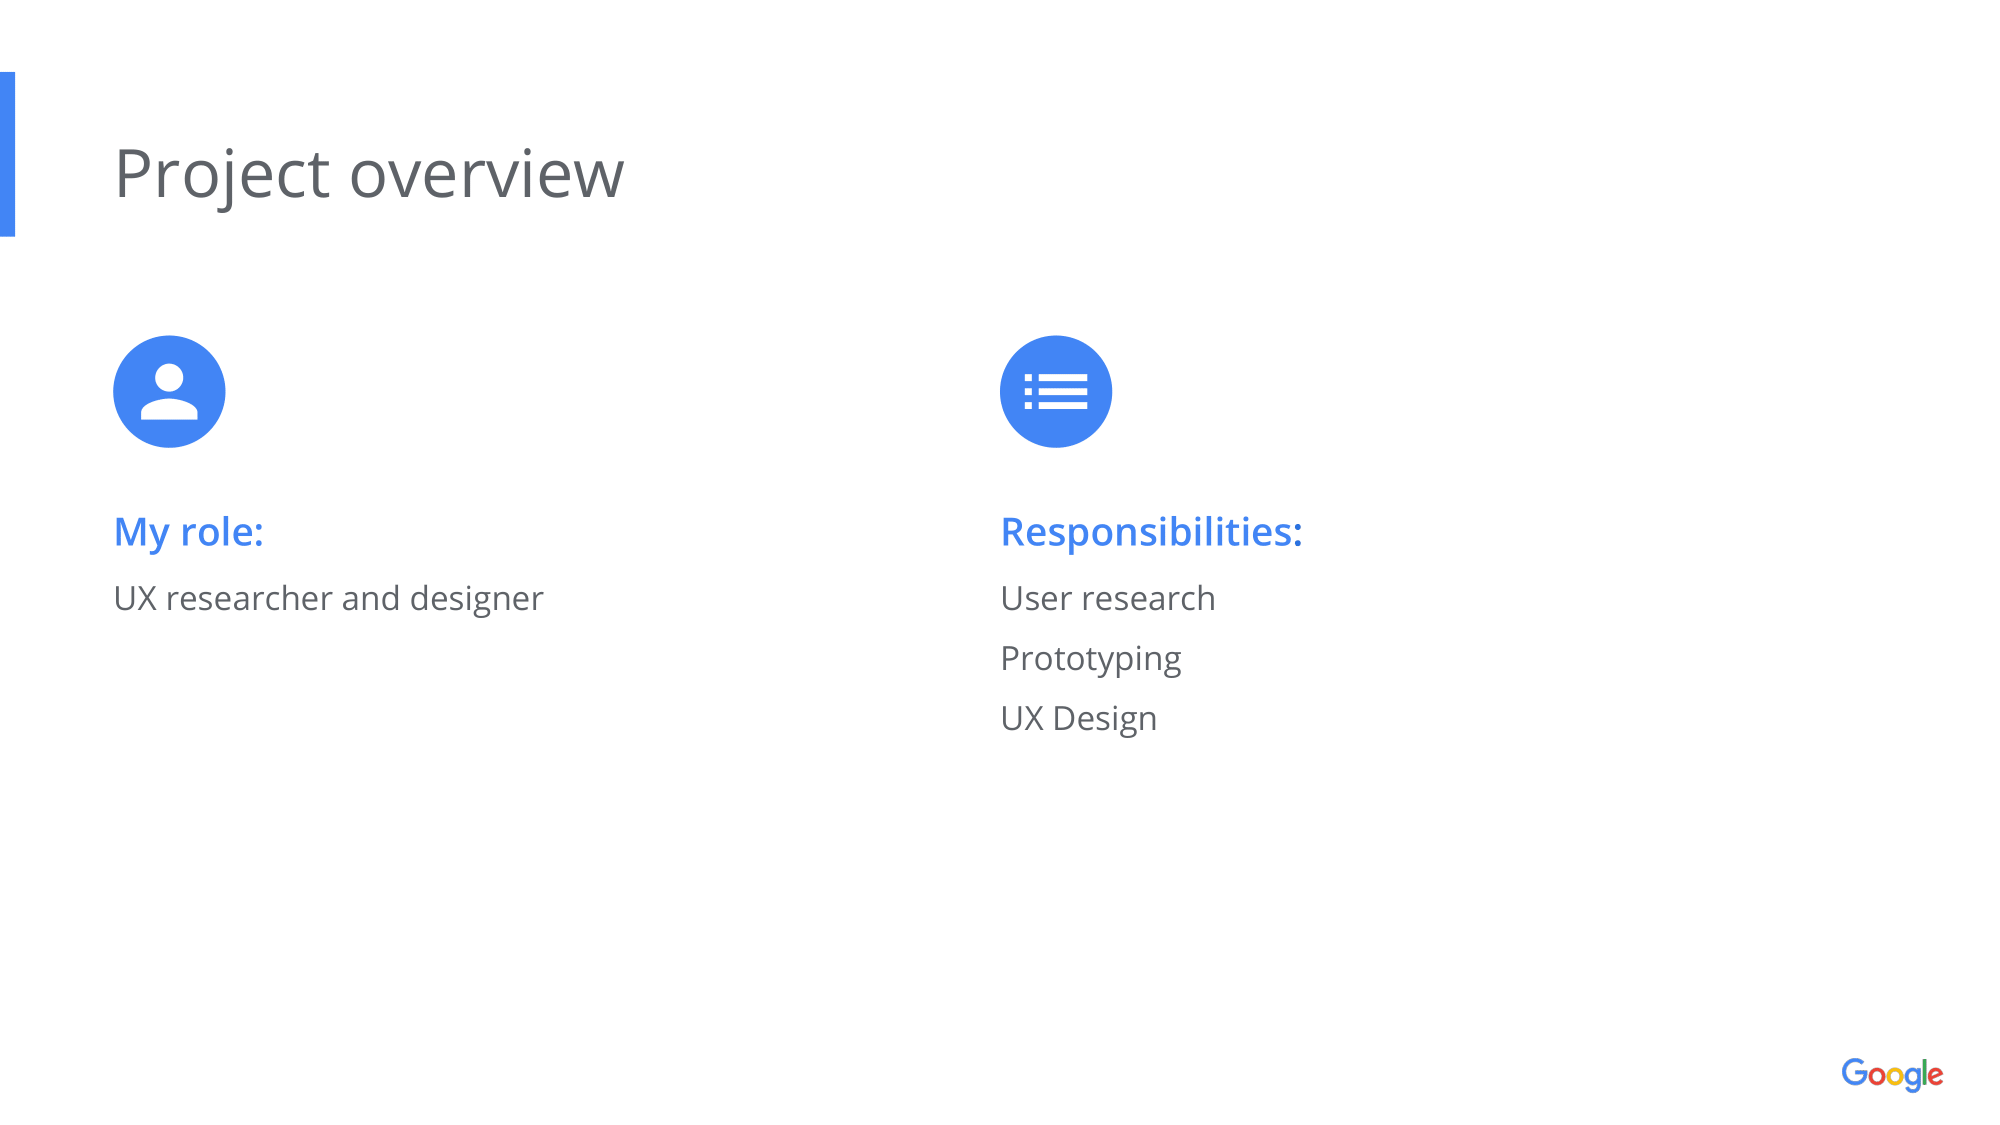 Project overview
My role:
UX researcher and designer
Responsibilities:
User research
Prototyping
UX Design
Google